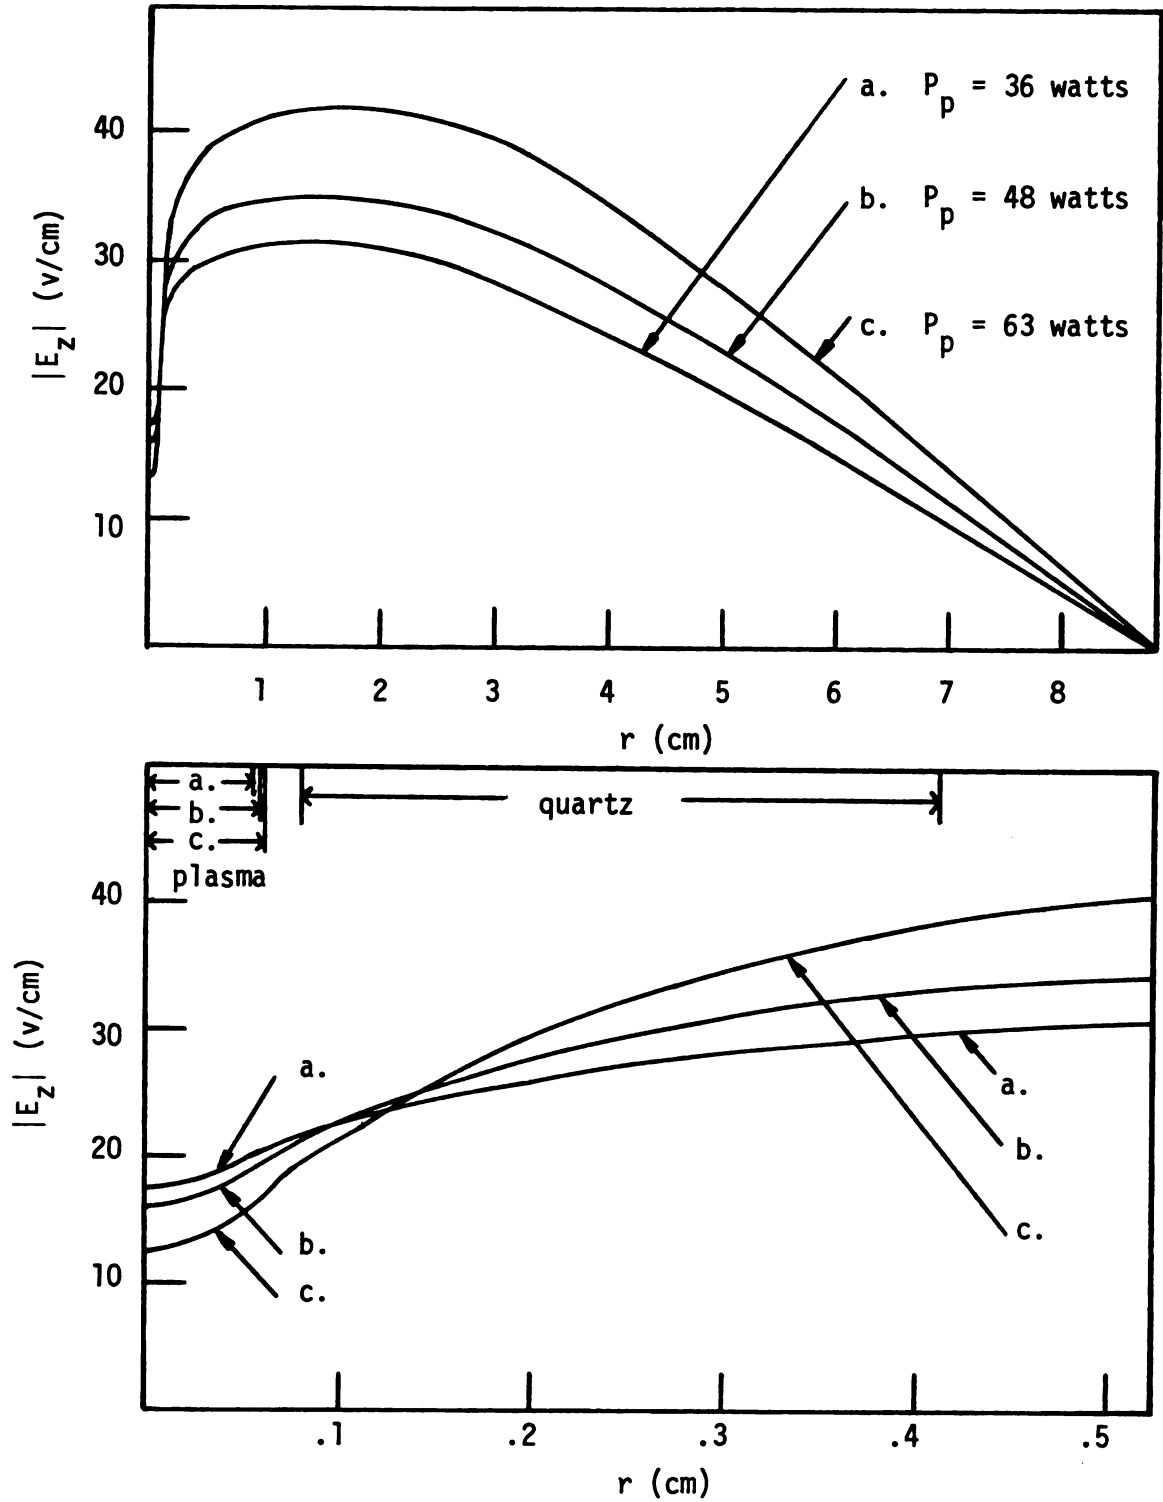 a. P_p = 36 watts
40
b. P_p = 48 watts
|E_z| (v/cm)
30
c. P_p = 63 watts
20
10
1 2 3 4 5 6 7 8
r (cm)
a.
b.
quartz
c.
plasma
40
|E_z| (v/cm)
30
a.
a.
20
b.
b.
c.
10
c.
.1 .2 .3 .4 .5
r (cm)